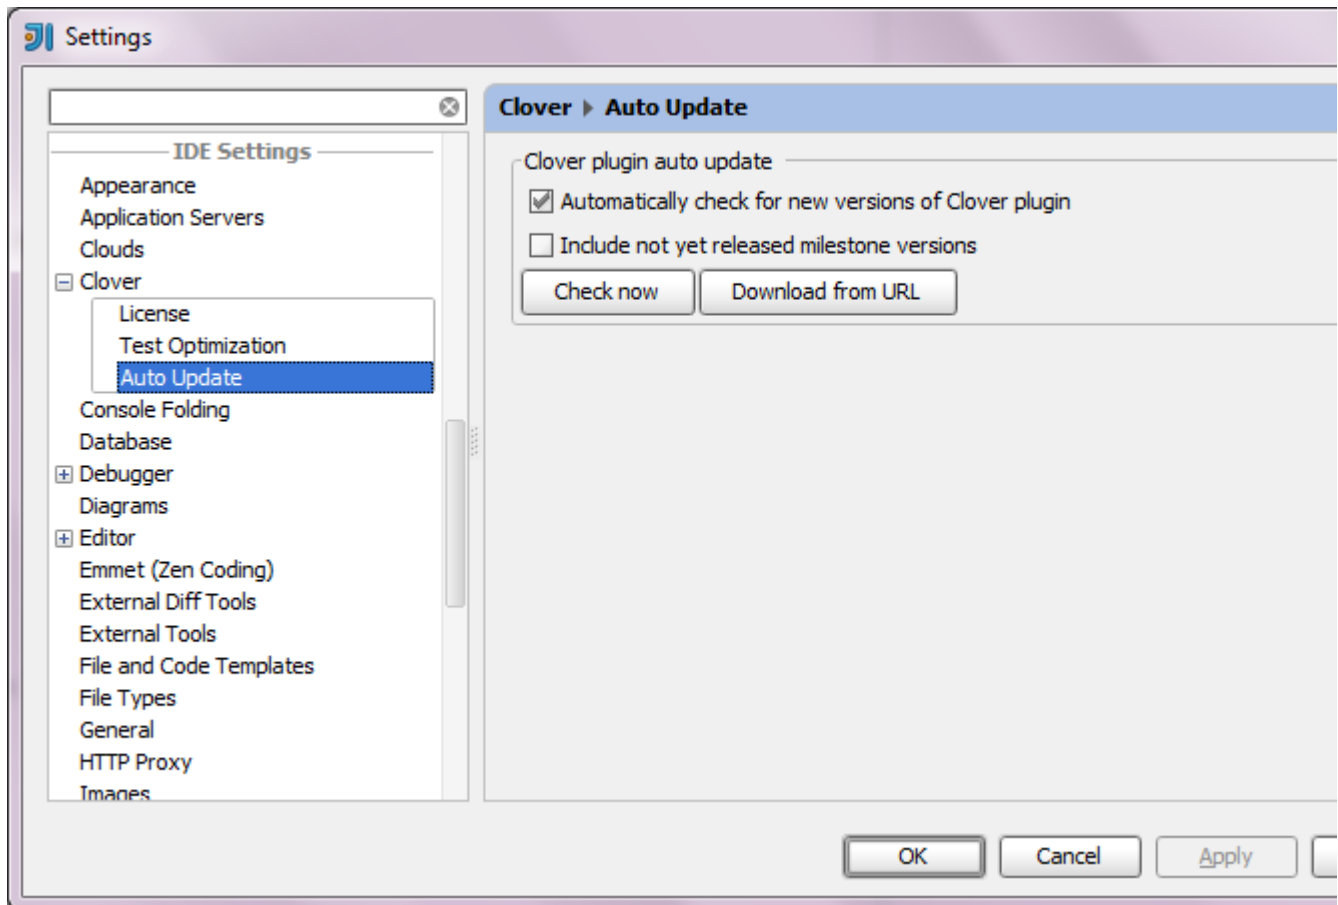 Settings
IDE Settings
Appearance
Application Servers
Clouds
Clover
License
Test Optimization
Auto Update
Console Folding
Database
Debugger
Diagrams
Editor
Emmet (Zen Coding)
External Diff Tools
External Tools
File and Code Templates
File Types
General
HTTP Proxy
Images
Clover Auto Update
Clover plugin auto update
Automatically check for new versions of Clover plugin
Include not yet released milestone versions
Check now Download from URL
OK Cancel Apply